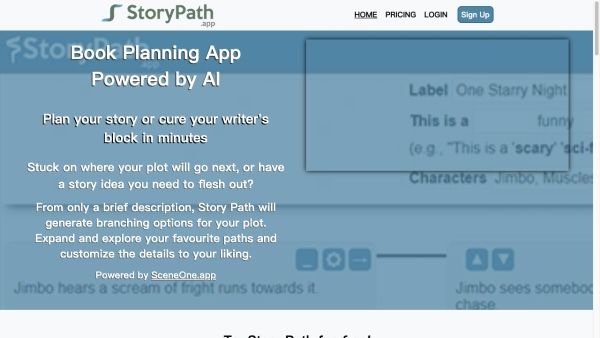 StoryPath
.app
HOME PRICING LOGIN Sign Up
StoryPath
Book Planning App
Powered by AI
Plan your story or cure your writer's
block in minutes
Stuck on where your plot will go next, or have
a story idea you need to flesh out?
From only a brief description, Story Path will
generate branching options for your plot.
Expand and explore your favourite paths and
customize the details to your liking.
Powered by SceneOne.app
Label One Starry Night
This is a funny
(e.g., "This is a 'scary' 'sci-f
Characters Jimbo, Muscles
Jimbo hears a scream of fright runs towards it.
Jimbo sees somebod
chase.